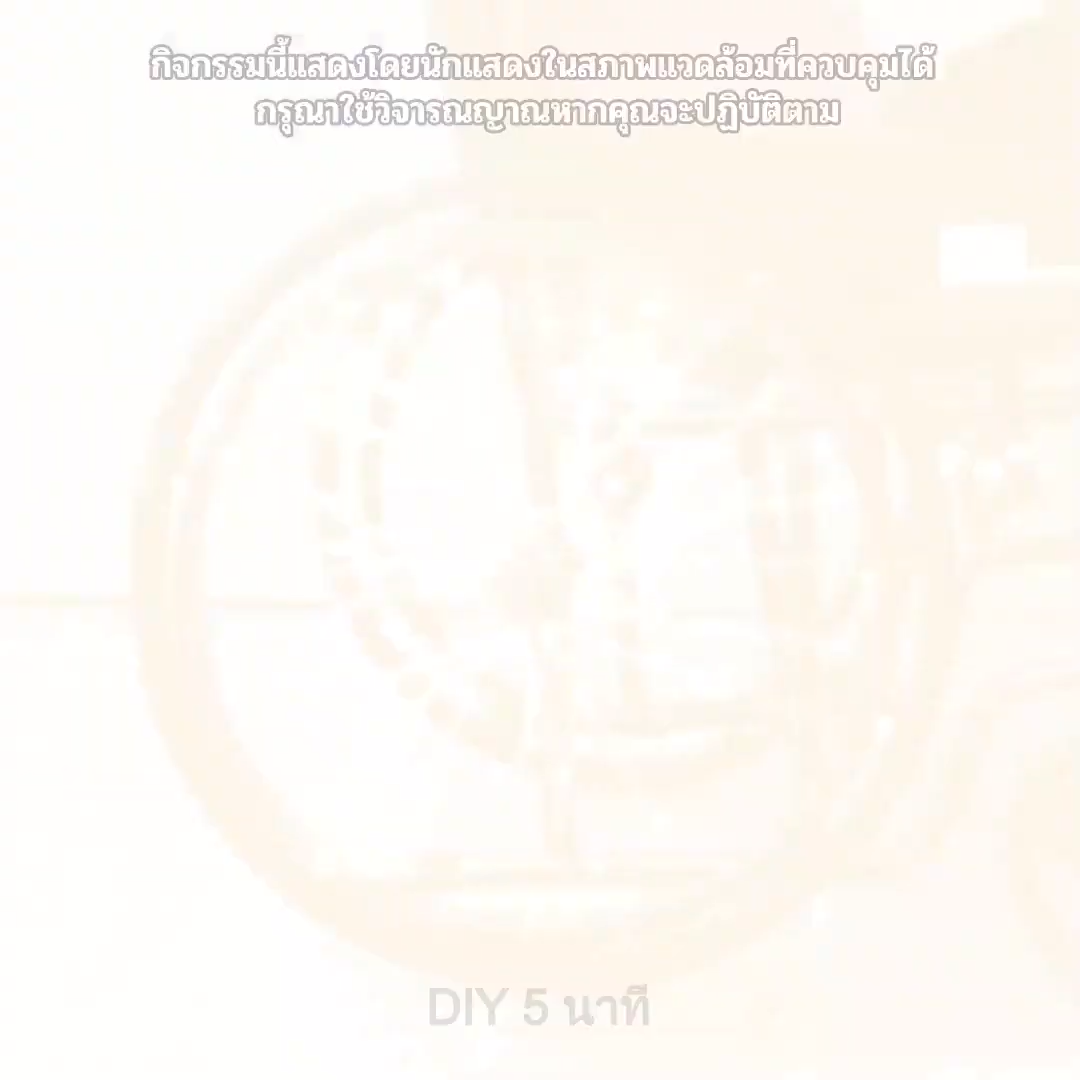 กิจกรรมนี้แสดงโดยนักแสดงในสภาพแวดล้อมที่ควบคุมได้
กรุณาใช้วิจารณญาณหากคุณจะปฏิบัติตาม
DIY 5 นาที